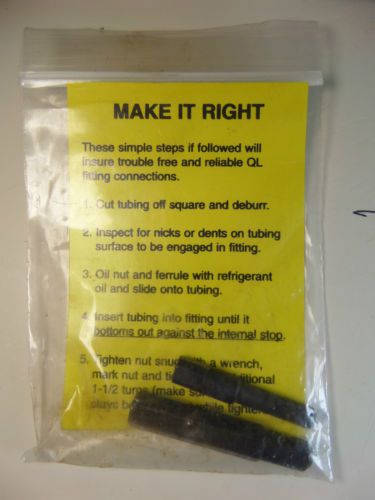 MAKE IT RIGHT
These simple steps if followed will
insure trouble free and reliable QL
fitting connections.
1. Cut tubing off square and deburr.
2. Inspect for nicks or dents on tubing
surface to be engaged in fitting.
3. Oil nut and ferrule with refrigerant
oil and slide onto tubing.
4. Insert tubing into fitting until it
bottoms out against the internal stop.
5. Tighten nut snug with a wrench,
mark nut and
1-1/2 turns (make
while